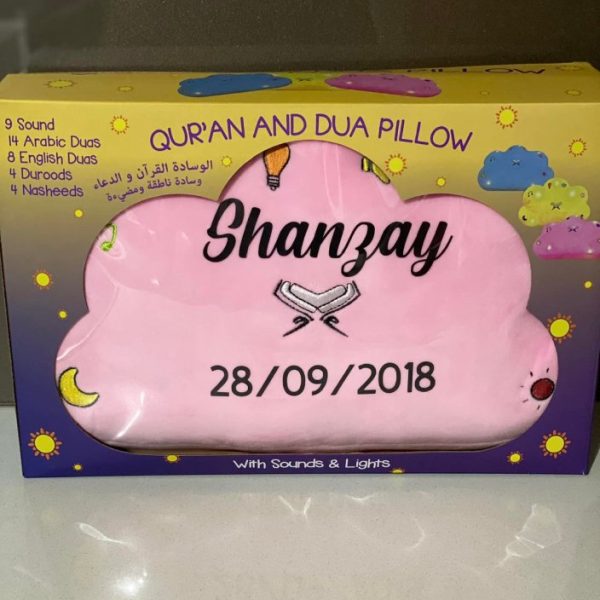 PILLOW
QUR'AN AND DUA PILLOW
9 Sound
14 Arabic Duas
8 English Duas
4 Duroods
4 Nasheeds
الوسادة القرآن و الدعاء
وسادة ناطقة ومضيءة
Shanzay
28/09/2018
With Sounds & Lights